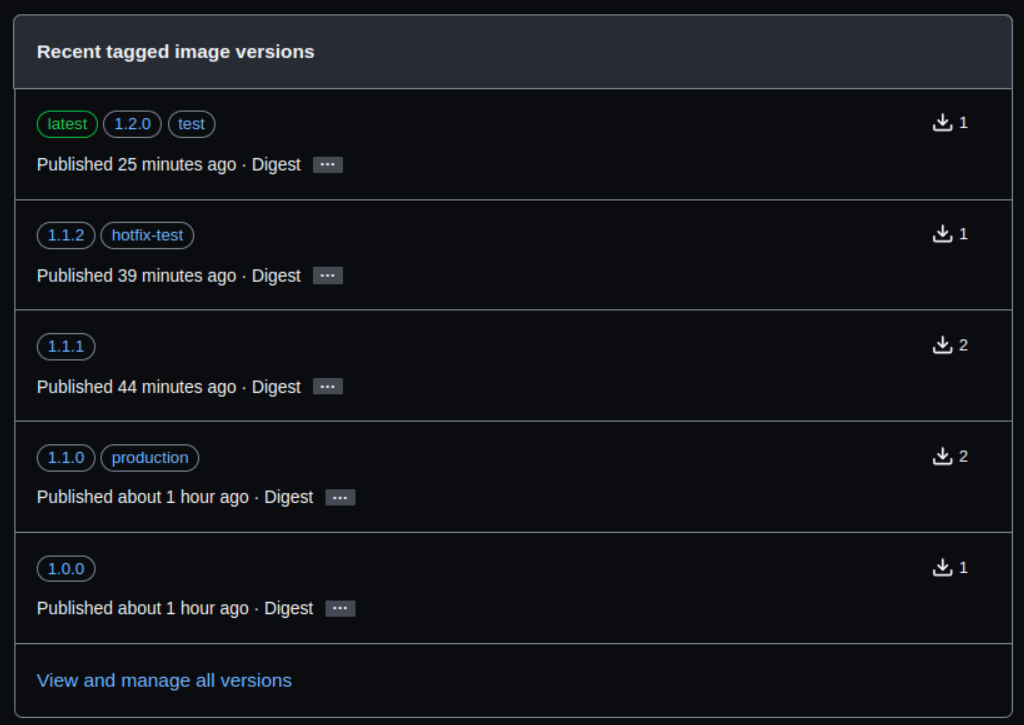 Recent tagged image versions
latest 1.2.0 test
1
Published 25 minutes ago · Digest ...
1.1.2 hotfix-test
1
Published 39 minutes ago · Digest ...
1.1.1
2
Published 44 minutes ago · Digest ...
1.1.0 production
2
Published about 1 hour ago · Digest ...
1.0.0
1
Published about 1 hour ago · Digest ...
View and manage all versions